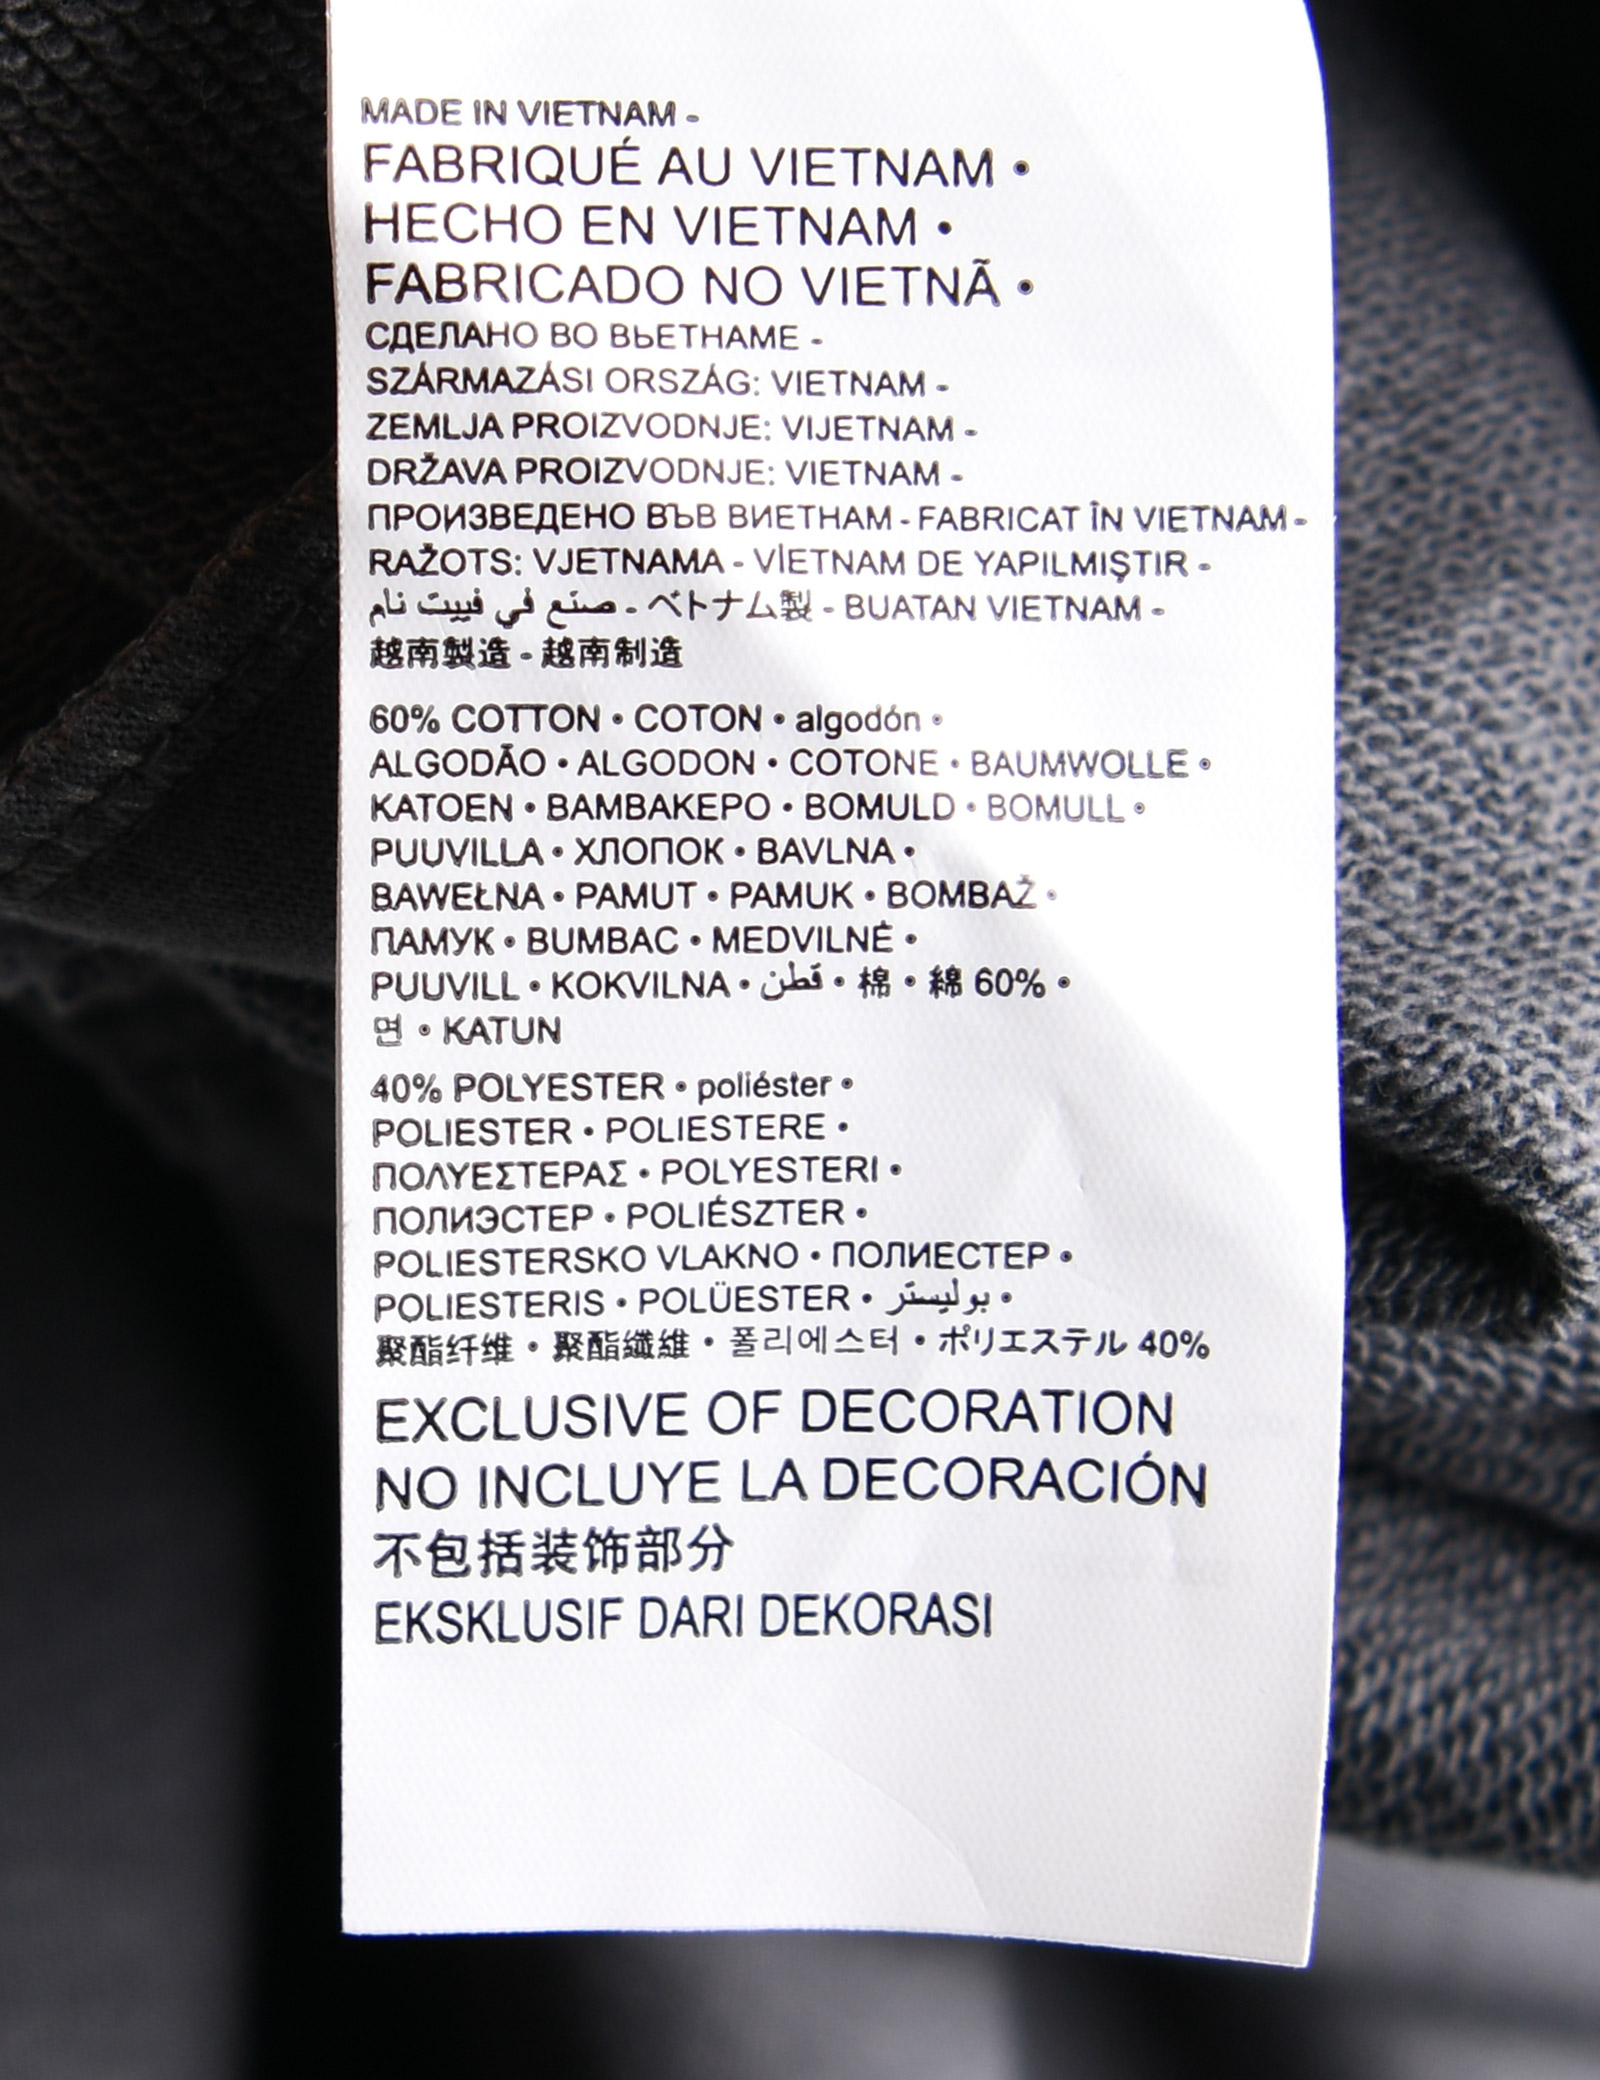 MADE IN VIETNAM -
FABRIQUÉ AU VIETNAM •
HECHO EN VIETNAM •
FABRICADO NO VIETNÃ •
СДЕЛАНО ВО ВЬЕТНАМЕ -
SZÁRMAZÁSI ORSZÁG: VIETNAM -
ZEMLJA PROIZVODNJE: VIJETNAM -
DRŽAVA PROIZVODNJE: VIETNAM -
ПРОИЗВЕДЕНО ВЪВ ВИЕТНАМ - FABRICAT ÎN VIETNAM -
RAŽOTS: VJETNAMA - VİETNAM DE YAPILMIŞTIR -
صنع في فييت نام - ベトナム製 - BUATAN VIETNAM -
越南製造 - 越南制造
60% COTTON • COTON • algodón •
ALGODÃO • ALGODON • COTONE • BAUMWOLLE •
KATOEN • ΒΑΜΒΑΚΕΡΟ • BOMULD • BOMULL •
PUUVILLA • ХЛОПОК • BAVLNA •
BAWEŁNA • PAMUT • PAMUK • BOMBAŽ •
ПАМУК • BUMBAC • MEDVILNĖ •
PUUVILL • KOKVILNA • قطن • 棉 • 綿 60% •
면 • KATUN
40% POLYESTER • poliéster •
POLIESTER • POLIESTERE •
ΠΟΛΥΕΣΤΕΡΑΣ • POLYESTERI •
ПОЛИЭСТЕР • POLIÉSZTER •
POLIESTERSKO VLAKNO • ПОЛИЕСТЕР •
POLIESTERIS • POLÜESTER • بوليستر •
聚酯纤维 • 聚酯纖維 • 폴리에스터 • ポリエステル 40%
EXCLUSIVE OF DECORATION
NO INCLUYE LA DECORACIÓN
不包括装饰部分
EKSKLUSIF DARI DEKORASI